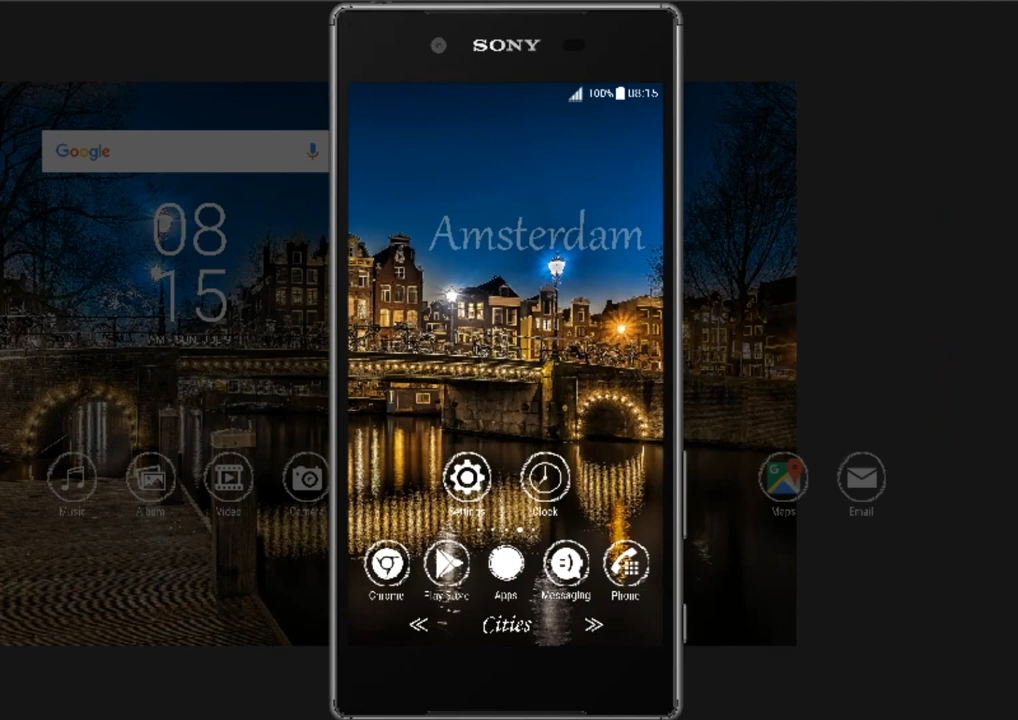 SONY
100% 08:15
Google
08
15
Amsterdam
Music
Album
Video
Camera
Settings
Clock
Maps
Email
Chrome
Play Store
Apps
Messaging
Phone
≪ Cities ≫